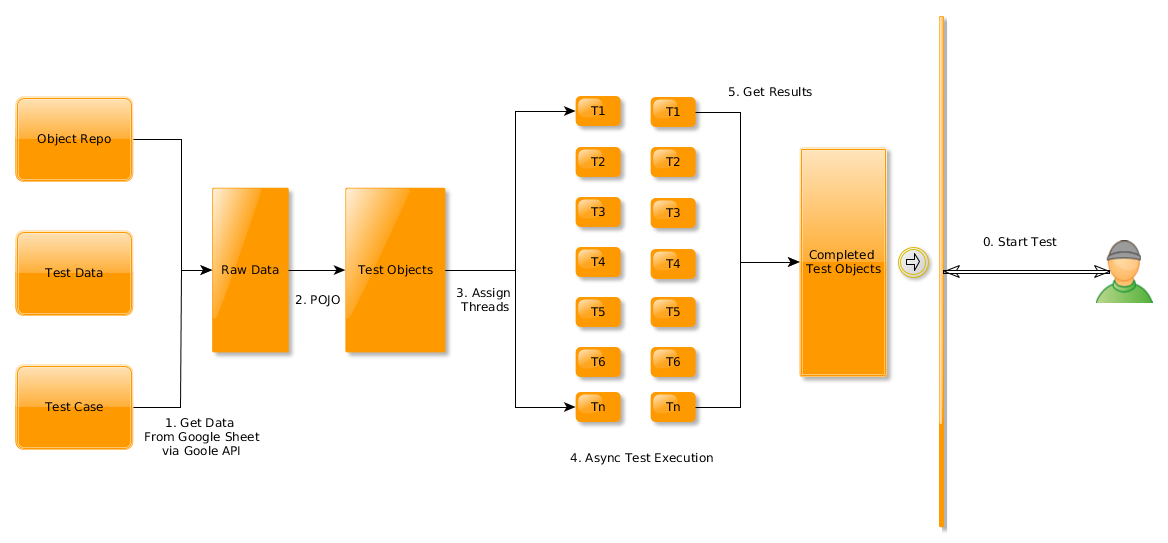 Object Repo
Test Data
Test Case
1. Get Data
From Google Sheet
via Goole API
Raw Data
2. POJO
Test Objects
3. Assign
Threads
T1
T2
T3
T4
T5
T6
Tn
T1
T2
T3
T4
T5
T6
Tn
4. Async Test Execution
5. Get Results
Completed
Test Objects
0. Start Test